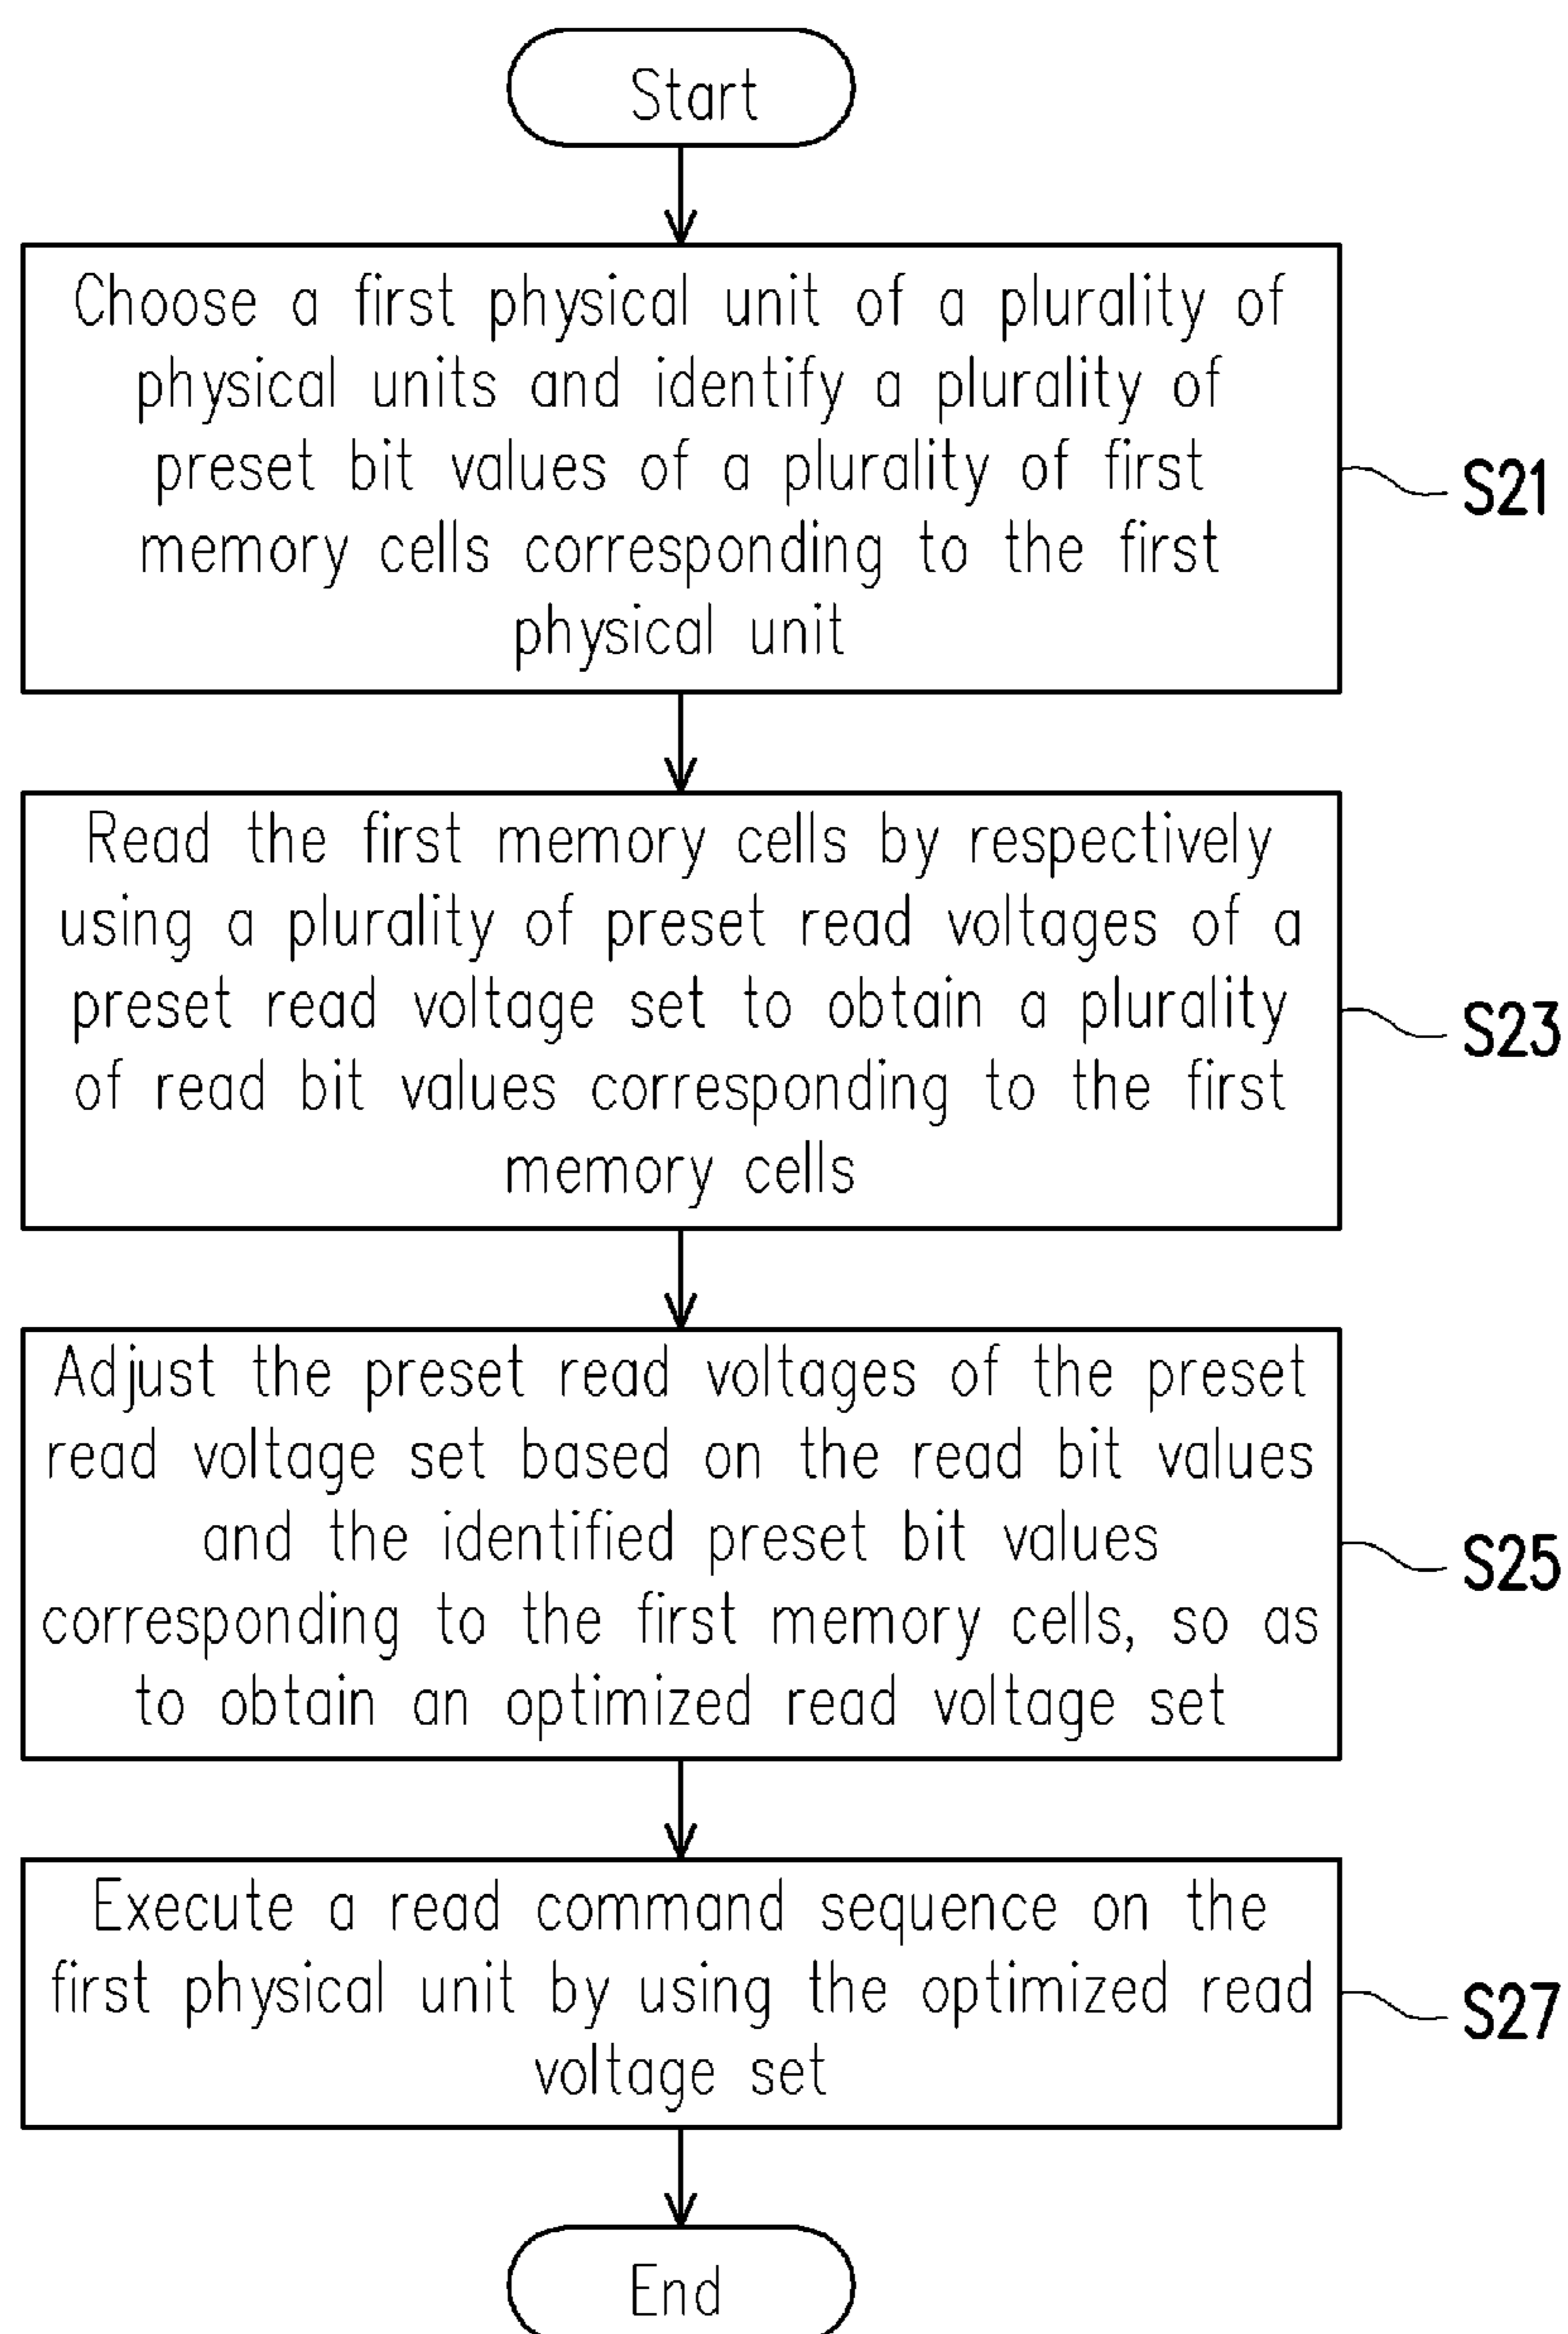 Start
Choose a first physical unit of a plurality of
physical units and identify a plurality of
preset bit values of a plurality of first
memory cells corresponding to the first
physical unit
S21
Read the first memory cells by respectively
using a plurality of preset read voltages of a
preset read voltage set to obtain a plurality
of read bit values corresponding to the first
memory cells
S23
Adjust the preset read voltages of the preset
read voltage set based on the read bit values
and the identified preset bit values
corresponding to the first memory cells, so as
to obtain an optimized read voltage set
S25
Execute a read command sequence on the
first physical unit by using the optimized read
voltage set
S27
End